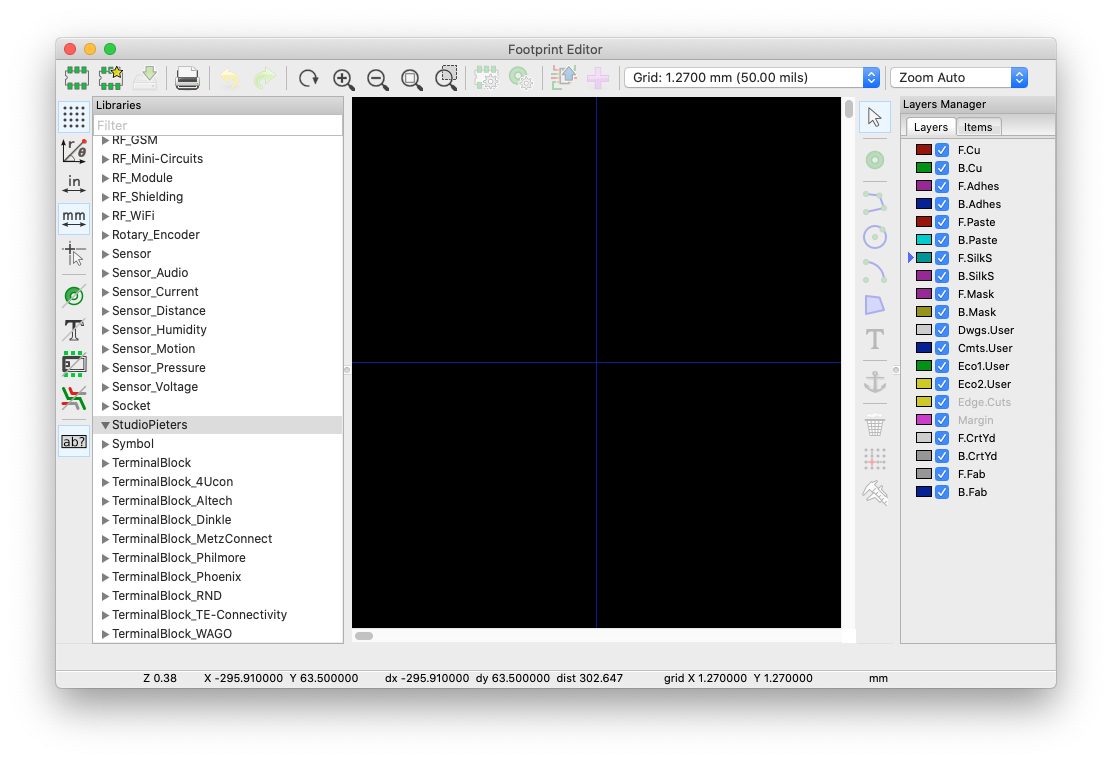 Footprint Editor
Grid: 1.2700 mm (50.00 mils)
Zoom Auto
Libraries
Filter
RF_GSM
RF_Mini-Circuits
RF_Module
RF_Shielding
RF_WiFi
Rotary_Encoder
Sensor
Sensor_Audio
Sensor_Current
Sensor_Distance
Sensor_Humidity
Sensor_Motion
Sensor_Pressure
Sensor_Voltage
Socket
StudioPieters
Symbol
TerminalBlock
TerminalBlock_4Ucon
TerminalBlock_Altech
TerminalBlock_Dinkle
TerminalBlock_MetzConnect
TerminalBlock_Philmore
TerminalBlock_Phoenix
TerminalBlock_RND
TerminalBlock_TE-Connectivity
TerminalBlock_WAGO
r θ
in
mm
T
ab?
T
Layers Manager
Layers Items
F.Cu
B.Cu
F.Adhes
B.Adhes
F.Paste
B.Paste
F.SilkS
B.SilkS
F.Mask
B.Mask
Dwgs.User
Cmts.User
Eco1.User
Eco2.User
Edge.Cuts
Margin
F.CrtYd
B.CrtYd
F.Fab
B.Fab
Z 0.38 X -295.910000 Y 63.500000 dx -295.910000 dy 63.500000 dist 302.647 grid X 1.270000 Y 1.270000 mm